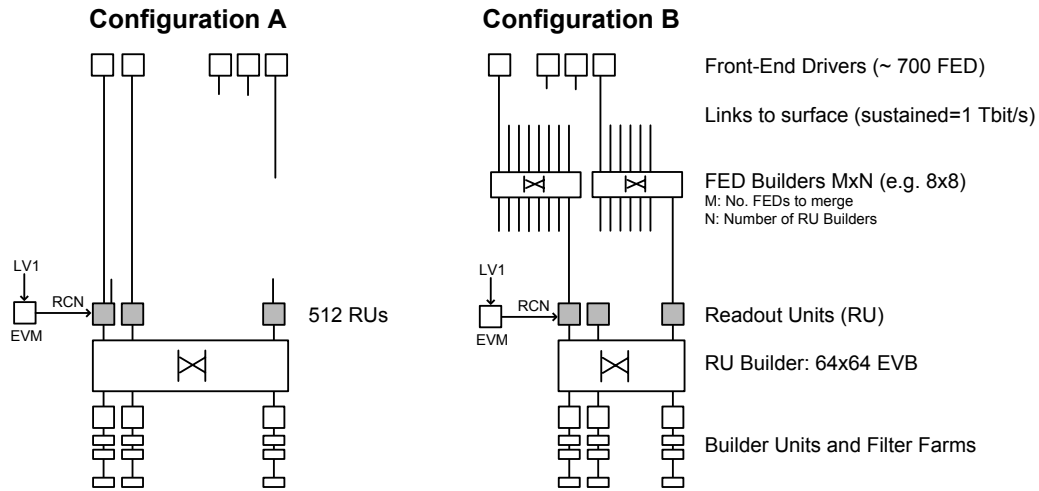 Configuration A
Configuration B
Front-End Drivers (~ 700 FED)
Links to surface (sustained=1 Tbit/s)
FED Builders MxN (e.g. 8x8)
M: No. FEDs to merge
N: Number of RU Builders
LV1
RCN
EVM
512 RUs
LV1
RCN
EVM
Readout Units (RU)
RU Builder: 64x64 EVB
Builder Units and Filter Farms